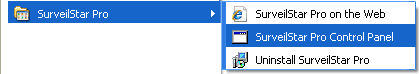 SurveilStar Pro
SurveilStar Pro on the Web
SurveilStar Pro Control Panel
Uninstall SurveilStar Pro